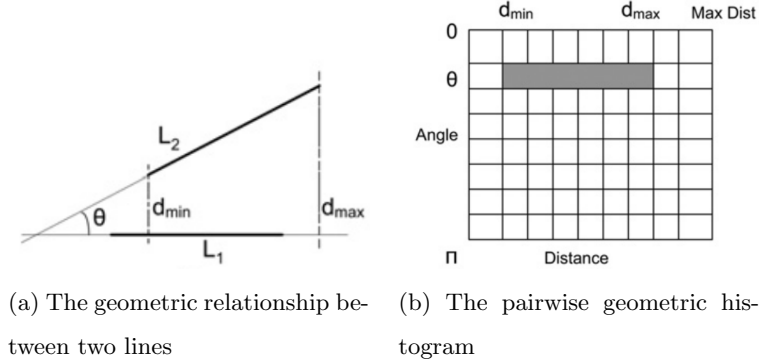 L2
θ
dmin
dmax
L1
(a) The geometric relationship be-
tween two lines
dmin dmax Max Dist
0
θ
Angle
Π Distance
(b) The pairwise geometric his-
togram